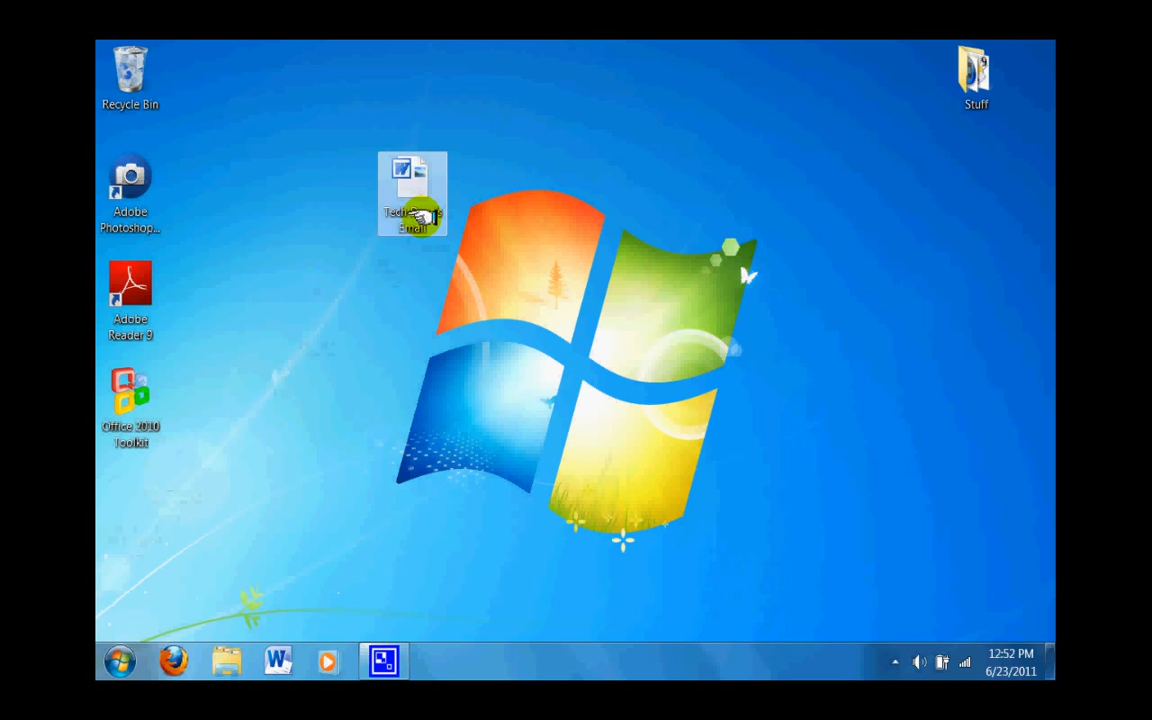 Recycle Bin
Stuff
Adobe
Photoshop...
Email
Adobe
Reader 9
Office 2010
Toolkit
12:52 PM
6/23/2011